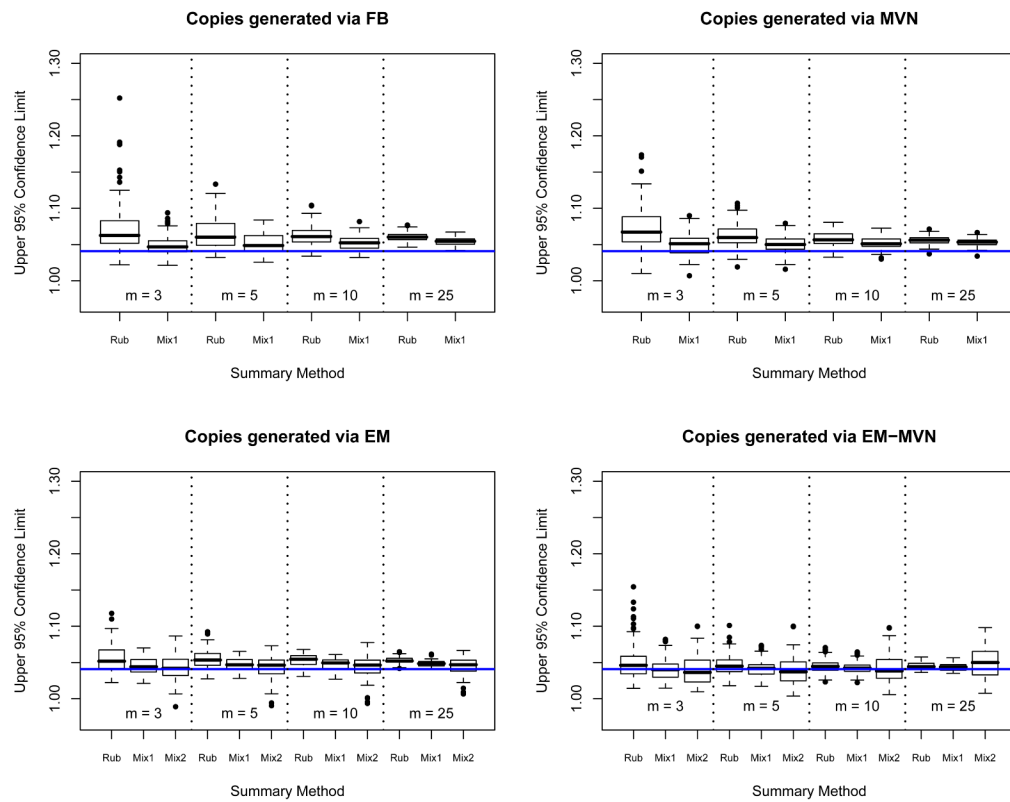 Copies generated via FB
Upper 95% Confidence Limit
1.30
1.20
1.10
1.00
m = 3
m = 5
m = 10
m = 25
Rub Mix1 Rub Mix1 Rub Mix1 Rub Mix1
Summary Method
Copies generated via MVN
Upper 95% Confidence Limit
1.30
1.20
1.10
1.00
m = 3
m = 5
m = 10
m = 25
Rub Mix1 Rub Mix1 Rub Mix1 Rub Mix1
Summary Method
Copies generated via EM
Upper 95% Confidence Limit
1.30
1.20
1.10
1.00
m = 3
m = 5
m = 10
m = 25
Rub Mix1 Mix2 Rub Mix1 Mix2 Rub Mix1 Mix2 Rub Mix1 Mix2
Summary Method
Copies generated via EM−MVN
Upper 95% Confidence Limit
1.30
1.20
1.10
1.00
m = 3
m = 5
m = 10
m = 25
Rub Mix1 Mix2 Rub Mix1 Mix2 Rub Mix1 Mix2 Rub Mix1 Mix2
Summary Method